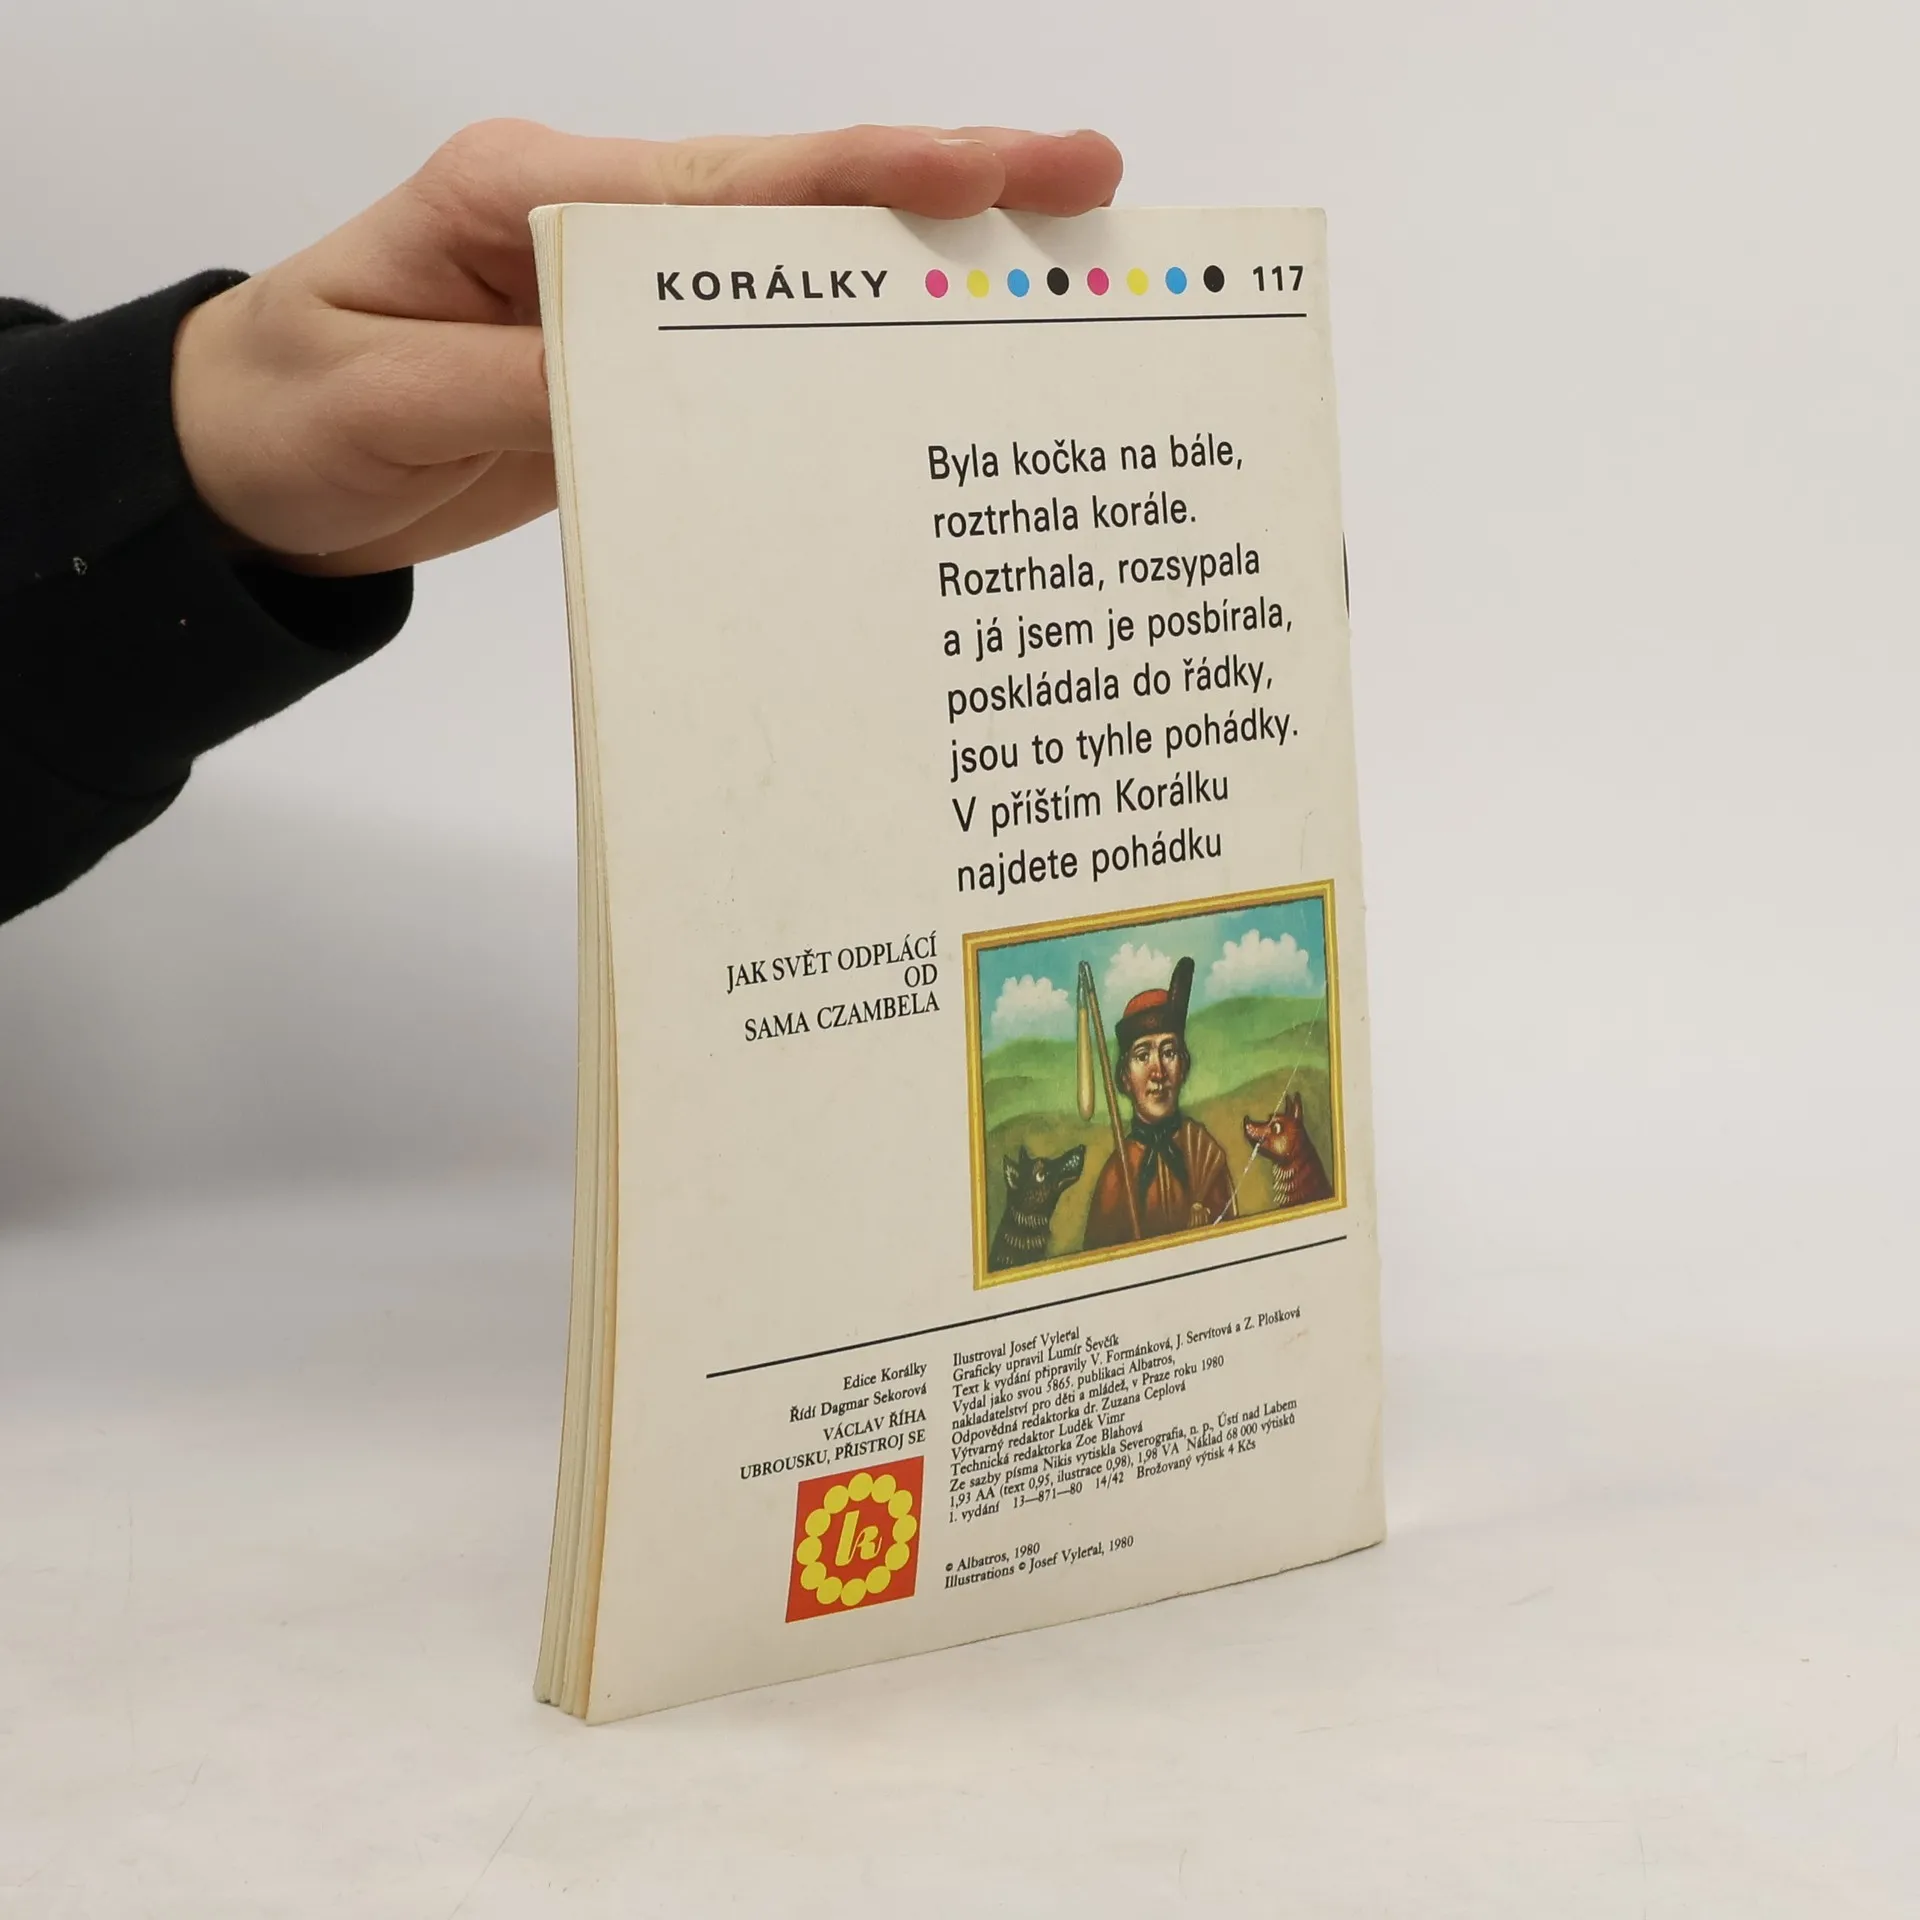 KORÁLKY 117
Byla kočka na bále,
roztrhala korále.
Roztrhala, rozsypala
a já jsem je posbírala,
poskládala do řádky,
jsou to tyhle pohádky.
V příštím Korálku
najdete pohádku
JAK SVĚT ODPLÁCÍ
OD
SAMA CZAMBELA
Edice Korálky
Řídí Dagmar Sekorová
VÁCLAV ŘÍHA
UBROUSKU, PŘISTROJ SE
k
Ilustroval Josef Vyleťal
Graficky upravil Lumír Ševčík
Text k vydání připravily V. Formánková, J. Servítová a Z. Plošková
Vydal jako svou 5865. publikaci Albatros,
nakladatelství pro děti a mládež, v Praze roku 1980
Odpovědná redaktorka dr. Zuzana Ceplová
Výtvarný redaktor Luděk Vimr
Technická redaktorka Zoe Blahová
Ze sazby písma Nikis vytiskla Severografia, n. p., Ústí nad Labem
1,93 AA (text 0,95, ilustrace 0,98), 1,98 VA Náklad 68 000 výtisků
1. vydání 13—871—80 14/42 Brožovaný výtisk 4 Kčs
© Albatros, 1980
Illustrations © Josef Vyleťal, 1980